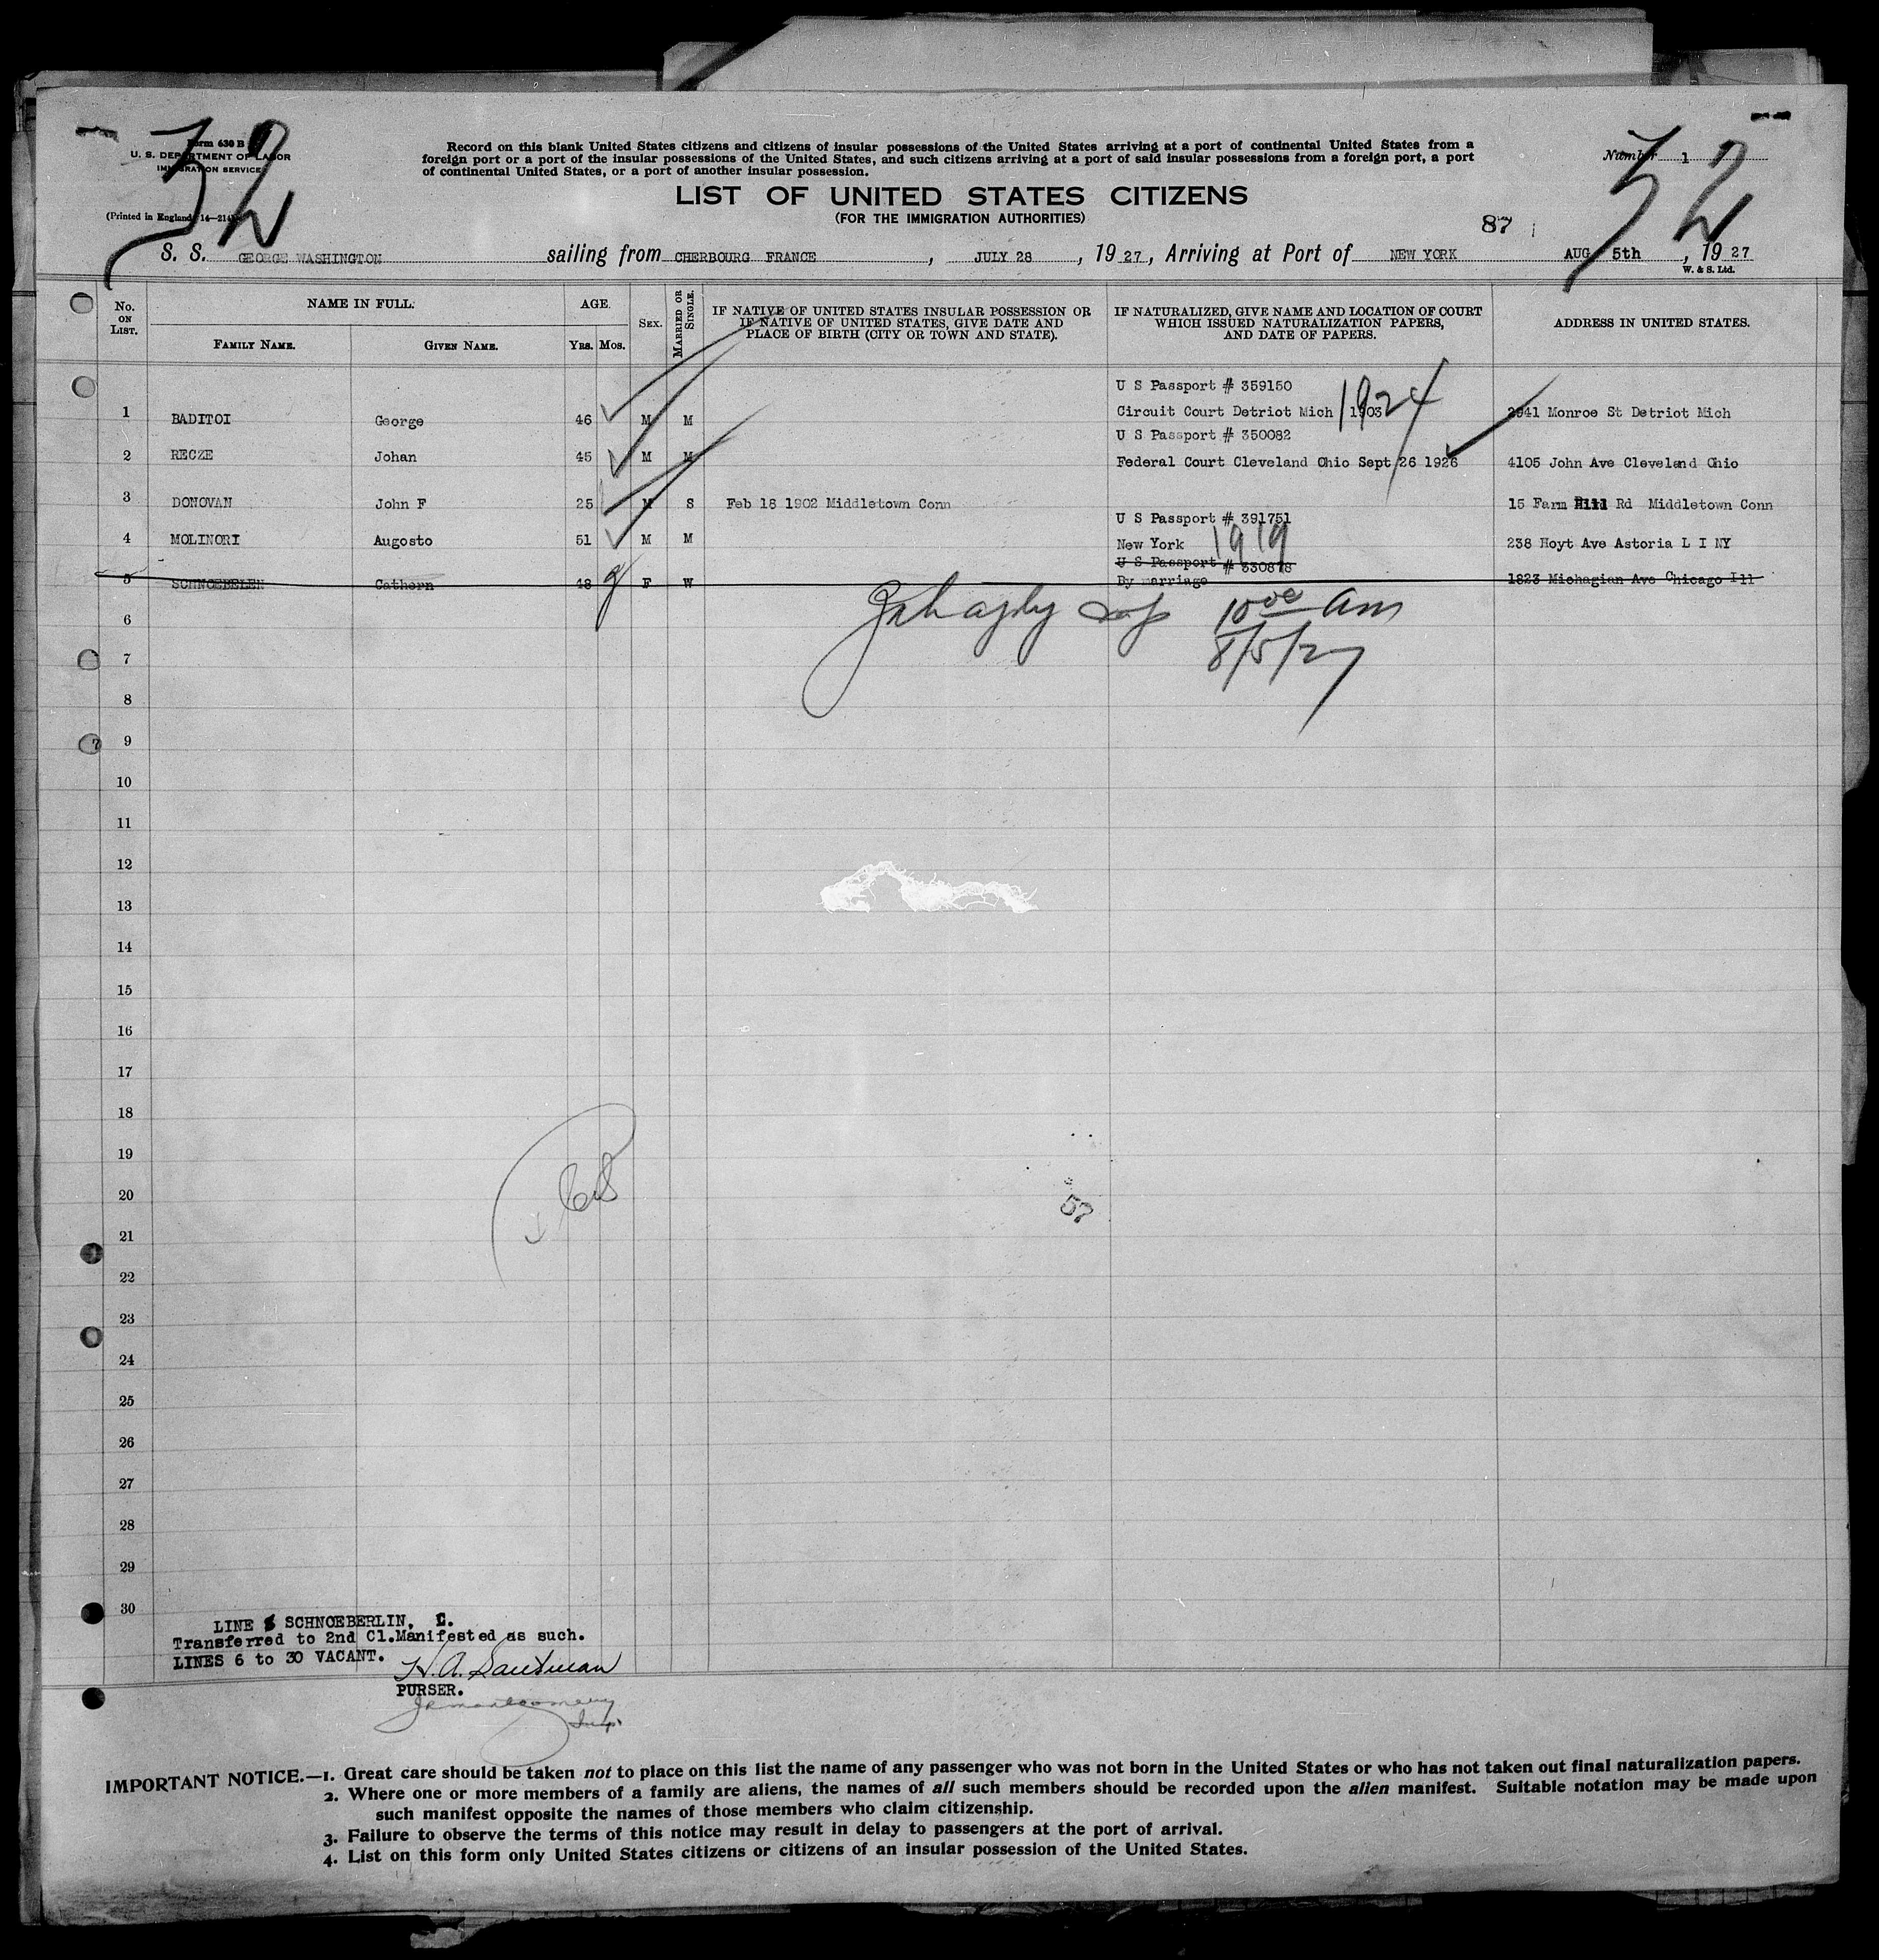 Form 630 B
U. S. DEPARTMENT OF LABOR
IMMIGRATION SERVICE
(Printed in England) 14—214
32
Record on this blank United States citizens and citizens of insular possessions of the United States arriving at a port of continental United States from a
foreign port or a port of the insular possessions of the United States, and such citizens arriving at a port of said insular possessions from a foreign port, a port
of continental United States, or a port of another insular possession.
Number 1
32
LIST OF UNITED STATES CITIZENS
(FOR THE IMMIGRATION AUTHORITIES)
87
S. S. GEORGE WASHINGTON sailing from CHERBOURG FRANCE, JULY 28, 1927, Arriving at Port of NEW YORK AUG 5th, 1927
W. & S. Ltd.
No. ON LIST. NAME IN FULL. AGE. SEX. MARRIED OR SINGLE. IF NATIVE OF UNITED STATES INSULAR POSSESSION OR IF NATIVE OF UNITED STATES, GIVE DATE AND PLACE OF BIRTH (CITY OR TOWN AND STATE). IF NATURALIZED, GIVE NAME AND LOCATION OF COURT WHICH ISSUED NATURALIZATION PAPERS, AND DATE OF PAPERS. ADDRESS IN UNITED STATES.
FAMILY NAME. GIVEN NAME. YRS. MOS.
U S Passport # 359150
1 BADITOI George 46 M M Circuit Court Detriot Mich 1903 1924 2941 Monroe St Detriot Mich
U S Passport # 350082
2 RECZE Johan 45 M M Federal Court Cleveland Ohio Sept 26 1926 4105 John Ave Cleveland Ohio
3 DONOVAN John F 25 M S Feb 18 1902 Middletown Conn 15 Farm Hill Rd Middletown Conn
U S Passport # 391751
4 MOLINORI Augosto 51 M M New York 1919 238 Hoyt Ave Astoria L I NY
U S Passport # 330878
5 SCHNOEBELEN Cathern 48 F W By marriage 1823 Michagian Ave Chicago Ill
6
10 00 am
7
8/5/27
8
9
10
11
12
13
14
15
16
17
18
19
20
57
21
22
23
24
25
26
27
28
29
30
LINE 5 SCHNOEBERLIN, C.
Transferred to 2nd Cl.Manifested as such.
LINES 6 to 30 VACANT.
PURSER.
IMPORTANT NOTICE.—1. Great care should be taken not to place on this list the name of any passenger who was not born in the United States or who has not taken out final naturalization papers.
2. Where one or more members of a family are aliens, the names of all such members should be recorded upon the alien manifest. Suitable notation may be made upon
such manifest opposite the names of those members who claim citizenship.
3. Failure to observe the terms of this notice may result in delay to passengers at the port of arrival.
4. List on this form only United States citizens or citizens of an insular possession of the United States.